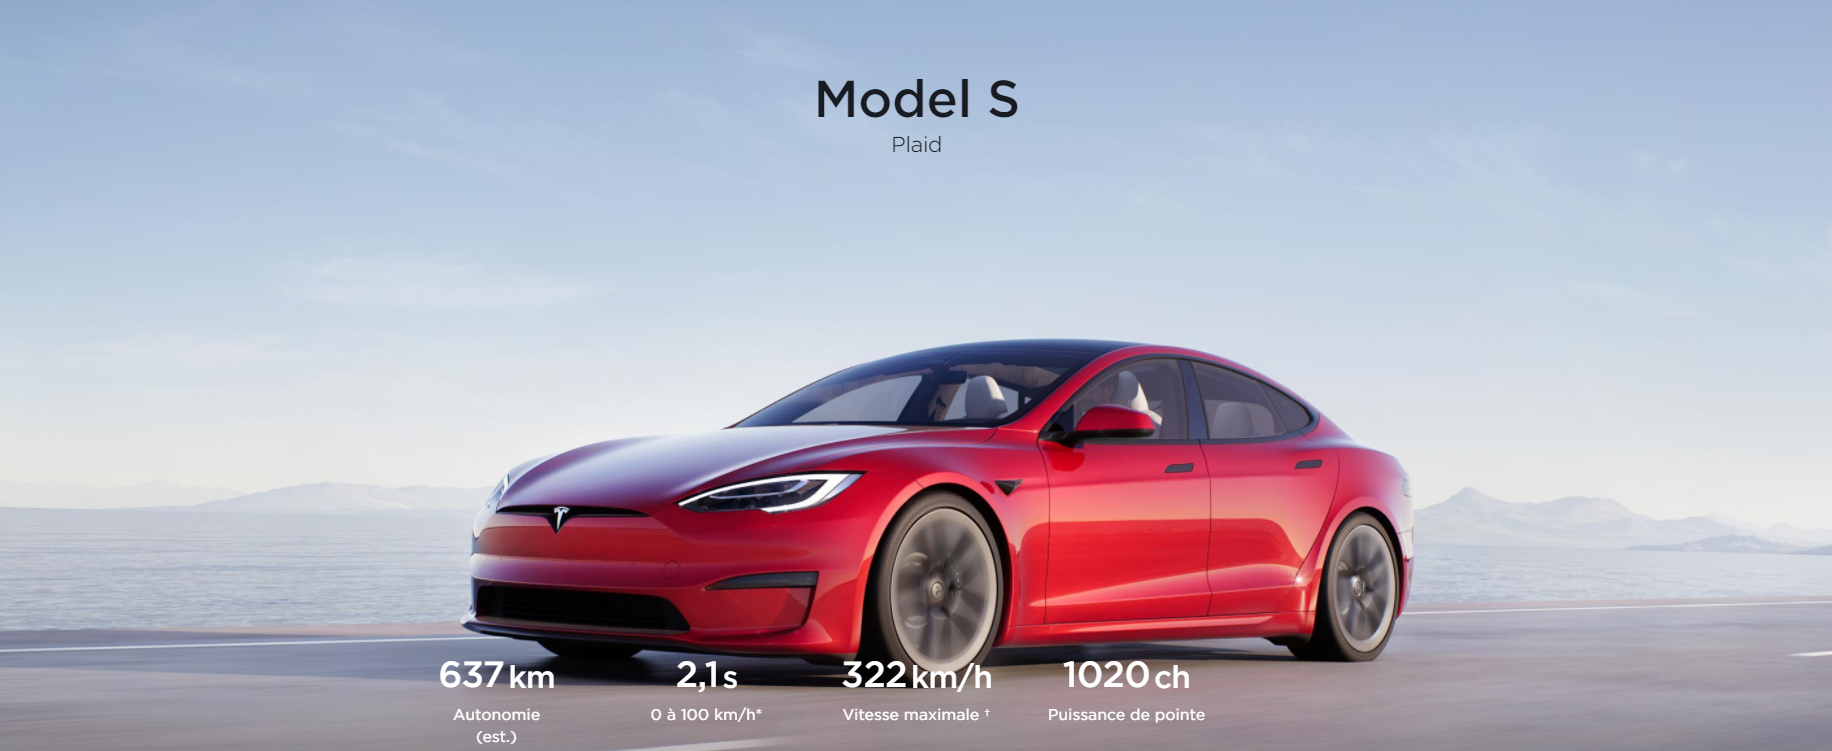 Model S
Plaid
637 km
Autonomie
(est.)
2,1 s
0 à 100 km/h*
322 km/h
Vitesse maximale †
1020 ch
Puissance de pointe